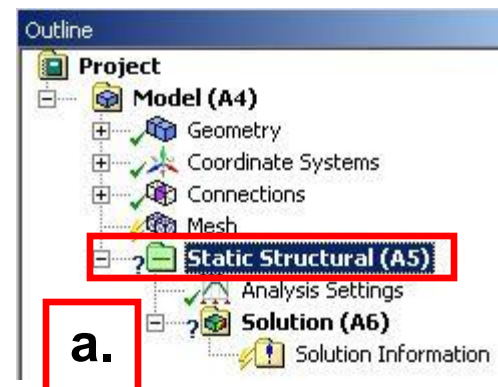 Outline
Project
Model (A4)
Geometry
Coordinate Systems
Connections
Mesh
Static Structural (A5)
Analysis Settings
Solution (A6)
Solution Information
a.